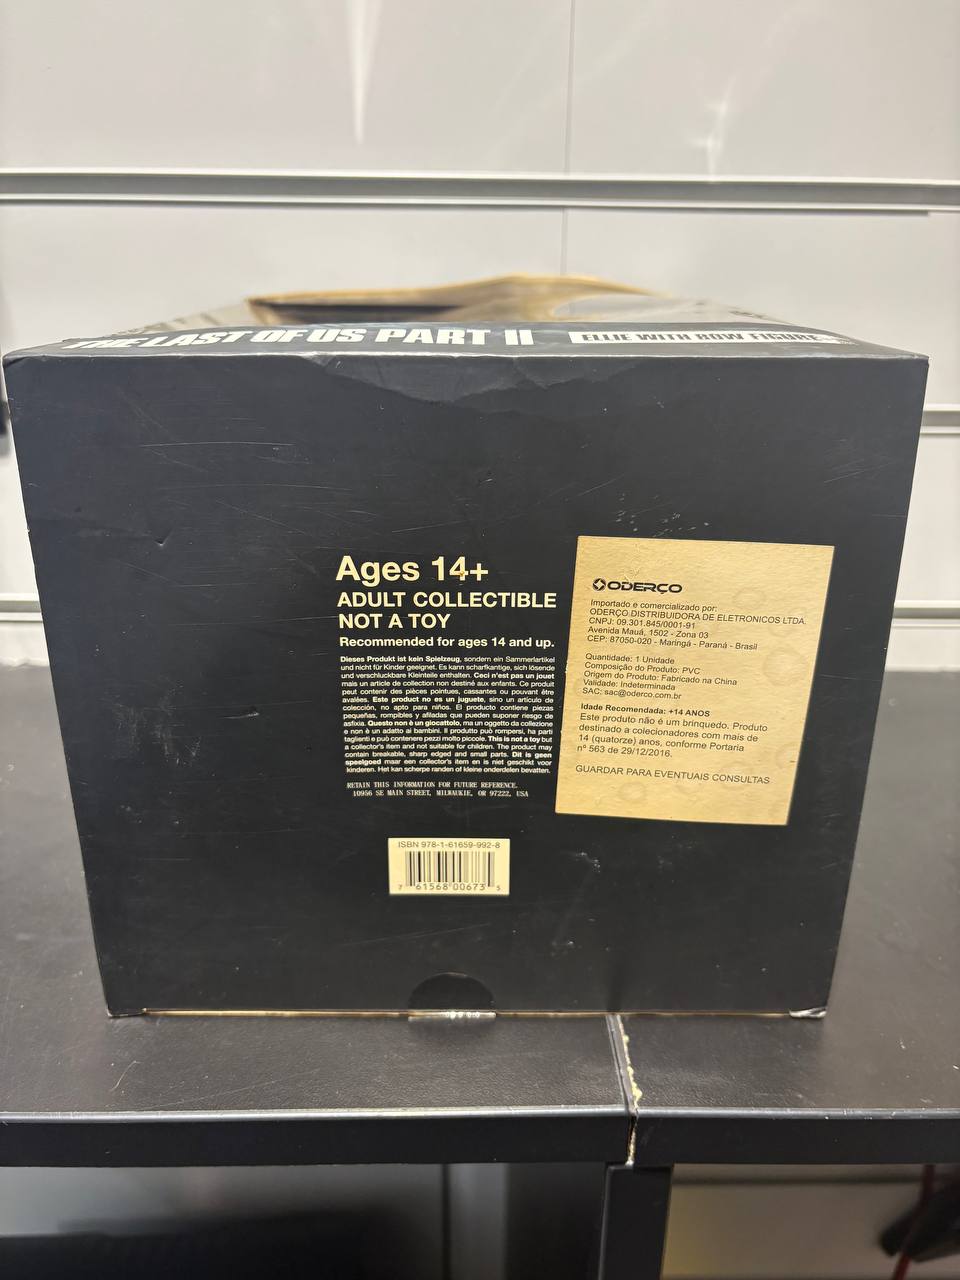 THE LAST OF US PART II
ELLIE WITH BOW FIGURE
Ages 14+
ADULT COLLECTIBLE
NOT A TOY
Recommended for ages 14 and up.
Dieses Produkt ist kein Spielzeug, sondern ein Sammlerartikel
und nicht für Kinder geeignet. Es kann scharfkantige, sich lösende
und verschluckbare Kleinteile enthalten. Ceci n'est pas un jouet
mais un article de collection non destiné aux enfants. Ce produit
peut contenir des pièces pointues, cassantes ou pouvant être
avalées. Este producto no es un juguete, sino un artículo de
colección, no apto para niños. El producto contiene piezas
pequeñas, rompibles y afiladas que pueden suponer riesgo de
asfixia. Questo non è un giocattolo, ma un oggetto da collezione
e non è adatto ai bambini. Il prodotto può rompersi, ha parti
taglienti e può contenere pezzi molto piccole. This is not a toy but
a collector's item and not suitable for children. The product may
contain breakable, sharp edged and small parts. Dit is geen
speelgoed maar een collector's item en is niet geschikt voor
kinderen. Het kan scherpe randen of kleine onderdelen bevatten.
RETAIN THIS INFORMATION FOR FUTURE REFERENCE.
10956 SE MAIN STREET, MILWAUKIE, OR 97222, USA
ISBN 978-1-61659-992-8
7 61568 00673 5
ODERÇO
Importado e comercializado por:
ODERÇO DISTRIBUIDORA DE ELETRONICOS LTDA.
CNPJ: 09.301.845/0001-91
Avenida Mauá, 1502 - Zona 03
CEP: 87050-020 - Maringá - Paraná - Brasil
Quantidade: 1 Unidade
Composição do Produto: PVC
Origem do Produto: Fabricado na China
Validade: Indeterminada
SAC: sac@oderco.com.br
Idade Recomendada: +14 ANOS
Este produto não é um brinquedo. Produto
destinado a colecionadores com mais de
14 (quatorze) anos, conforme Portaria
nº 563 de 29/12/2016.
GUARDAR PARA EVENTUAIS CONSULTAS